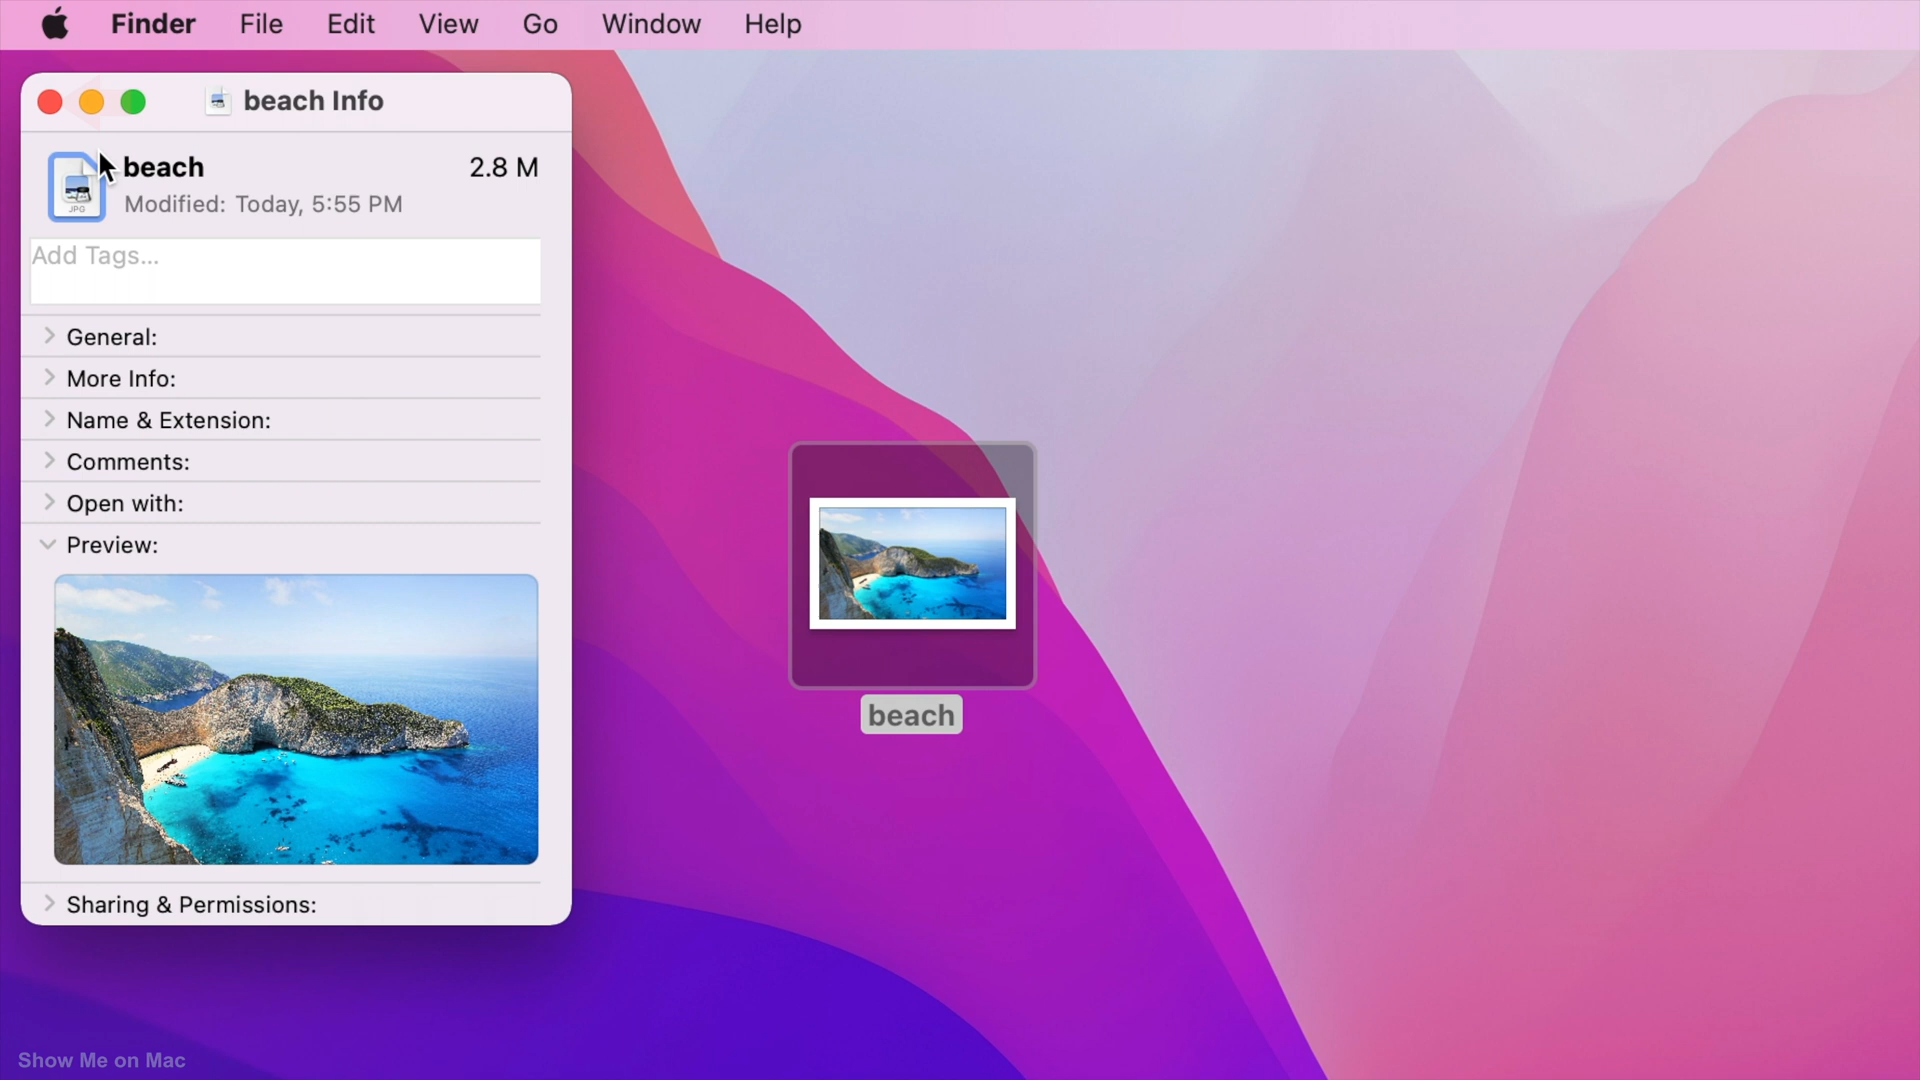 Finder File Edit View Go Window Help
beach Info
beach 2.8 M
JPG
Modified: Today, 5:55 PM
Add Tags...
General:
More Info:
Name & Extension:
Comments:
Open with:
Preview:
Sharing & Permissions:
beach
Show Me on Mac